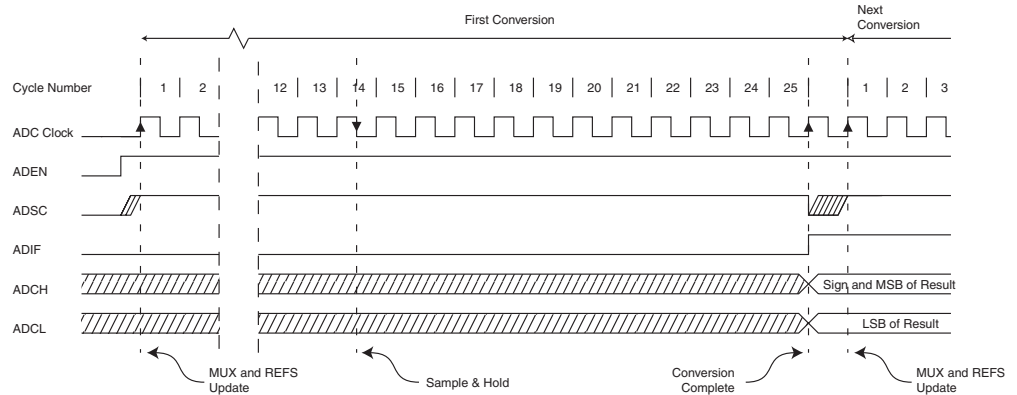 First Conversion
Next
Conversion
Cycle Number 1 2 12 13 14 15 16 17 18 19 20 21 22 23 24 25 1 2 3
ADC Clock
ADEN
ADSC
ADIF
ADCH Sign and MSB of Result
ADCL LSB of Result
MUX and REFS
Update
Sample & Hold
Conversion
Complete
MUX and REFS
Update